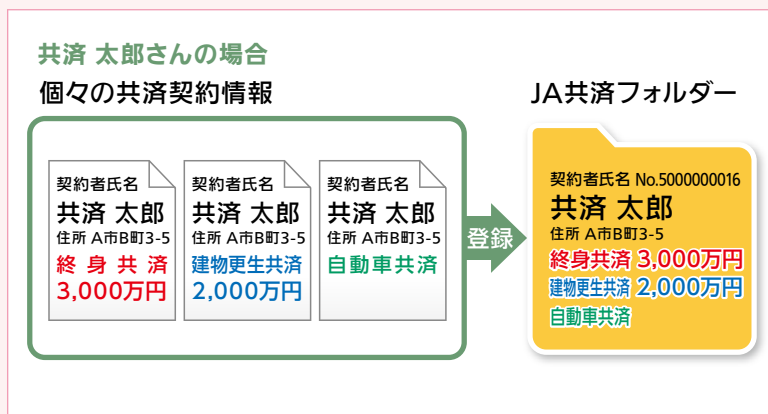 共済 太郎さんの場合
個々の共済契約情報
契約者氏名
共済 太郎
住所 A市B町3-5
終身共済
3,000万円
契約者氏名
共済 太郎
住所 A市B町3-5
建物更生共済
2,000万円
契約者氏名
共済 太郎
住所 A市B町3-5
自動車共済
登録
JA共済フォルダー
契約者氏名 No.5000000016
共済 太郎
住所 A市B町3-5
終身共済 3,000万円
建物更生共済 2,000万円
自動車共済